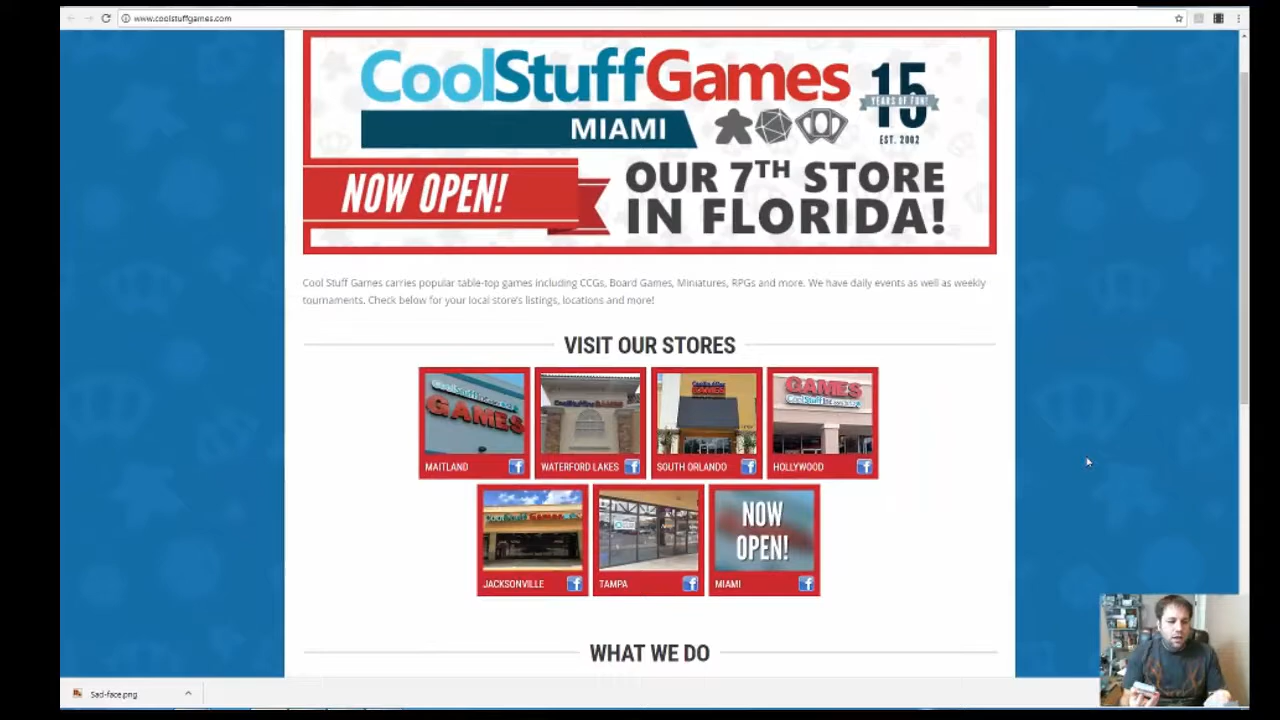 www.coolstuffgames.com
CoolStuffGames
15
YEARS OF FUN!
MIAMI
EST. 2002
NOW OPEN!
OUR 7TH STORE
IN FLORIDA!
Cool Stuff Games carries popular table-top games including CCGs, Board Games, Miniatures, RPGs and more. We have daily events as well as weekly
tournaments. Check below for your local store's listings, locations and more!
VISIT OUR STORES
GAMES
GAMES
GAMES
MAITLAND
WATERFORD LAKES
SOUTH ORLANDO
HOLLYWOOD
NOW
OPEN!
JACKSONVILLE
TAMPA
MIAMI
WHAT WE DO
Sad-face.png